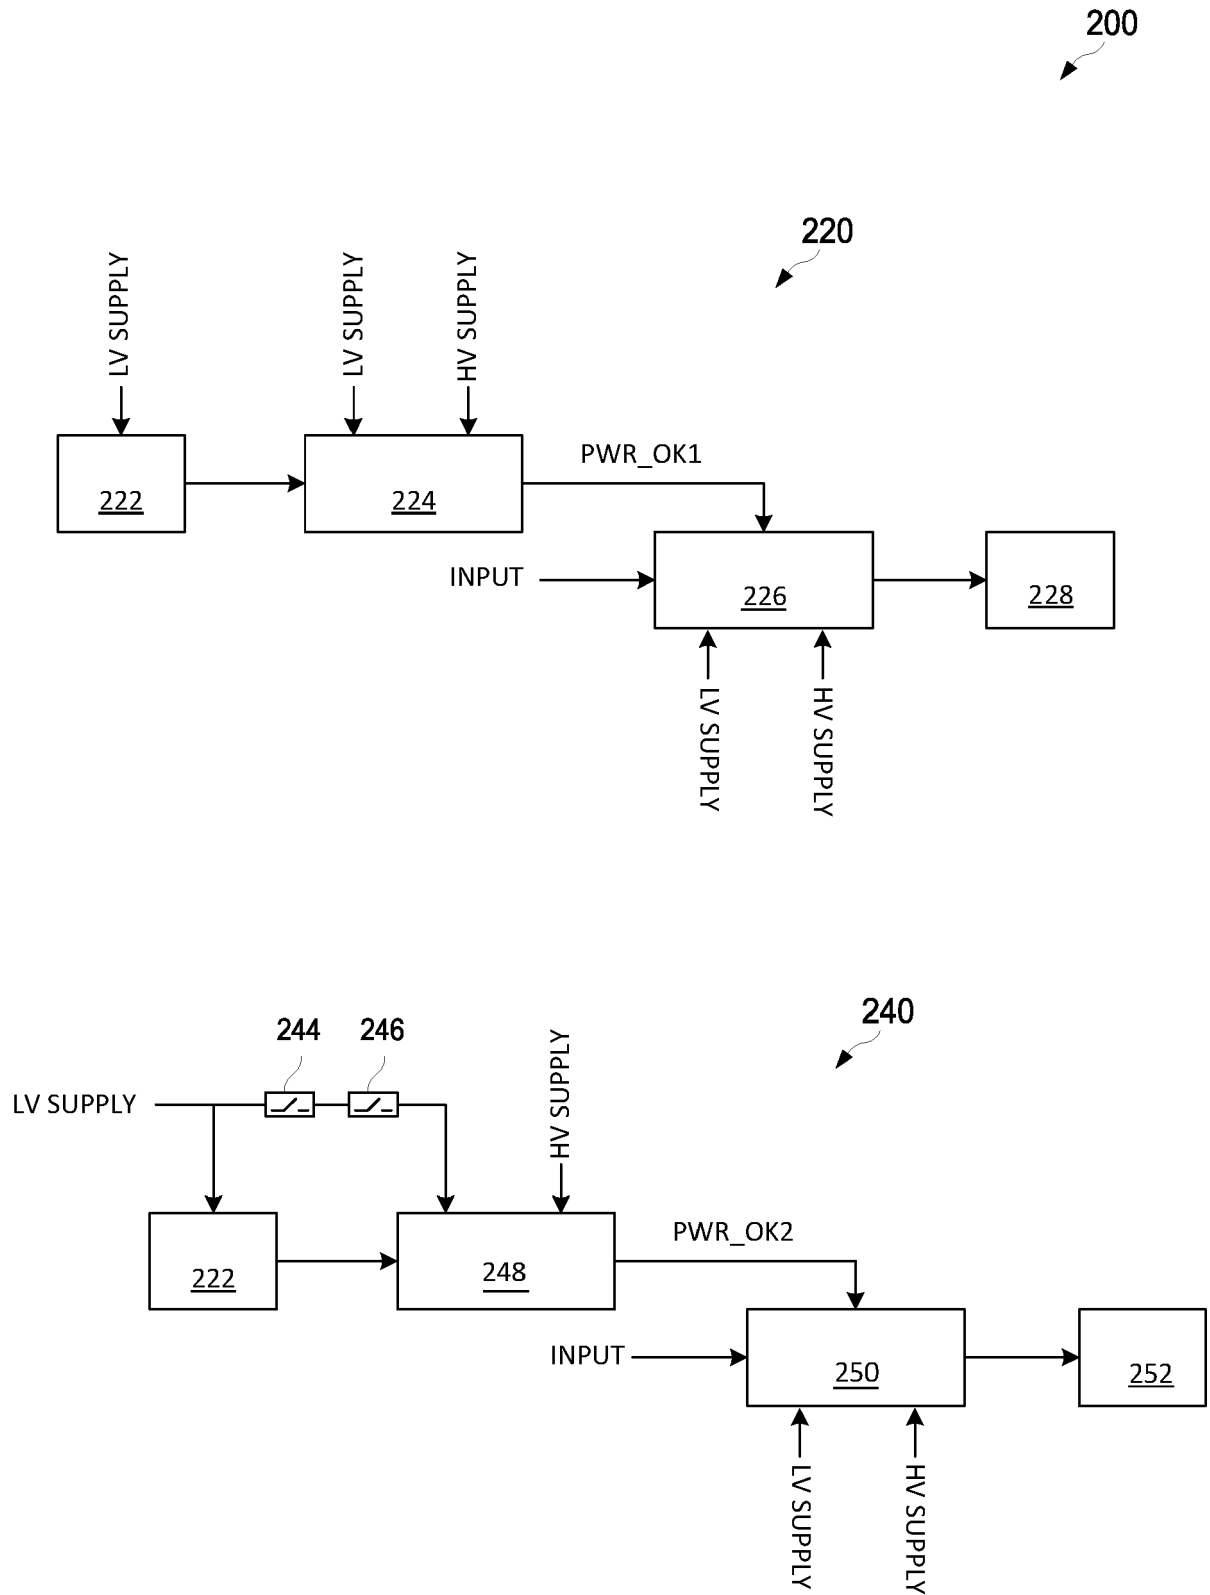 200
220
LV SUPPLY
LV SUPPLY
HV SUPPLY
PWR_OK1
222
224
INPUT
226
228
LV SUPPLY
HV SUPPLY
240
244
246
HV SUPPLY
LV SUPPLY
PWR_OK2
222
248
INPUT
250
252
LV SUPPLY
HV SUPPLY